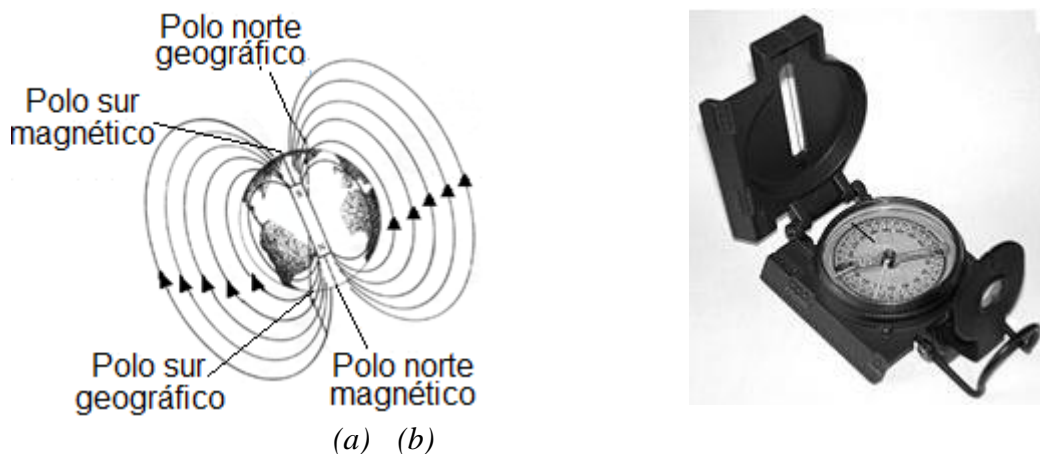 Polo norte
geográfico
Polo sur
magnético
Polo sur
geográfico
Polo norte
magnético
(a) (b)